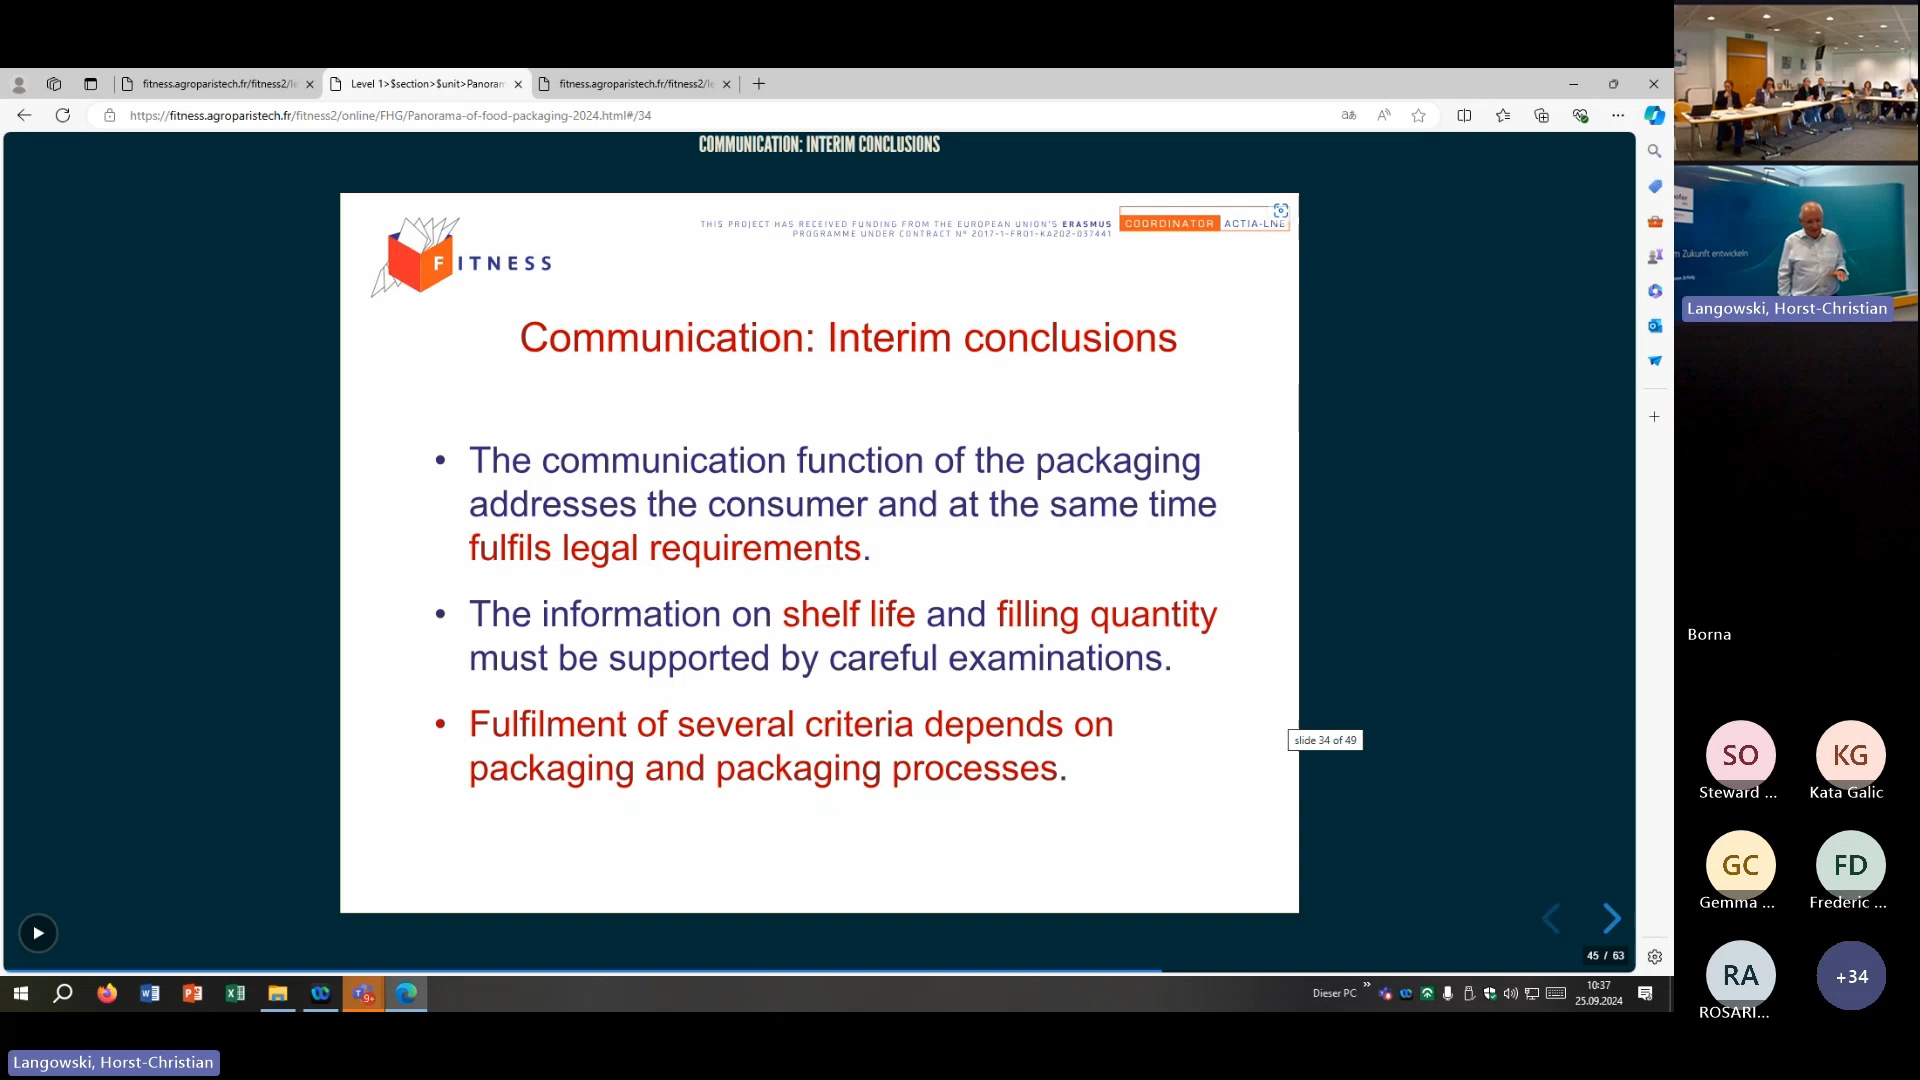 fitness.agroparistech.fr/fitness2/le
Level 1>$section>$unit>Panoram
fitness.agroparistech.fr/fitness2/le
https://fitness.agroparistech.fr/fitness2/online/FHG/Panorama-of-food-packaging-2024.html#/34
COMMUNICATION: INTERIM CONCLUSIONS
THIS PROJECT HAS RECEIVED FUNDING FROM THE EUROPEAN UNION'S ERASMUS
PROGRAMME UNDER CONTRACT Nº 2017-1-FR01-KA202-037441
COORDINATOR ACTIA-LNE
FITNESS
Communication: Interim conclusions
• The communication function of the packaging
addresses the consumer and at the same time
fulfils legal requirements.
• The information on shelf life and filling quantity
must be supported by careful examinations.
• Fulfilment of several criteria depends on
packaging and packaging processes.
slide 34 of 49
45 / 63
Dieser PC
10:37
25.09.2024
Langowski, Horst-Christian
Zukunft entwickeln
Langowski, Horst-Christian
Borna
SO
Steward ...
KG
Kata Galic
GC
Gemma ...
FD
Frederic ...
RA
ROSARI...
+34